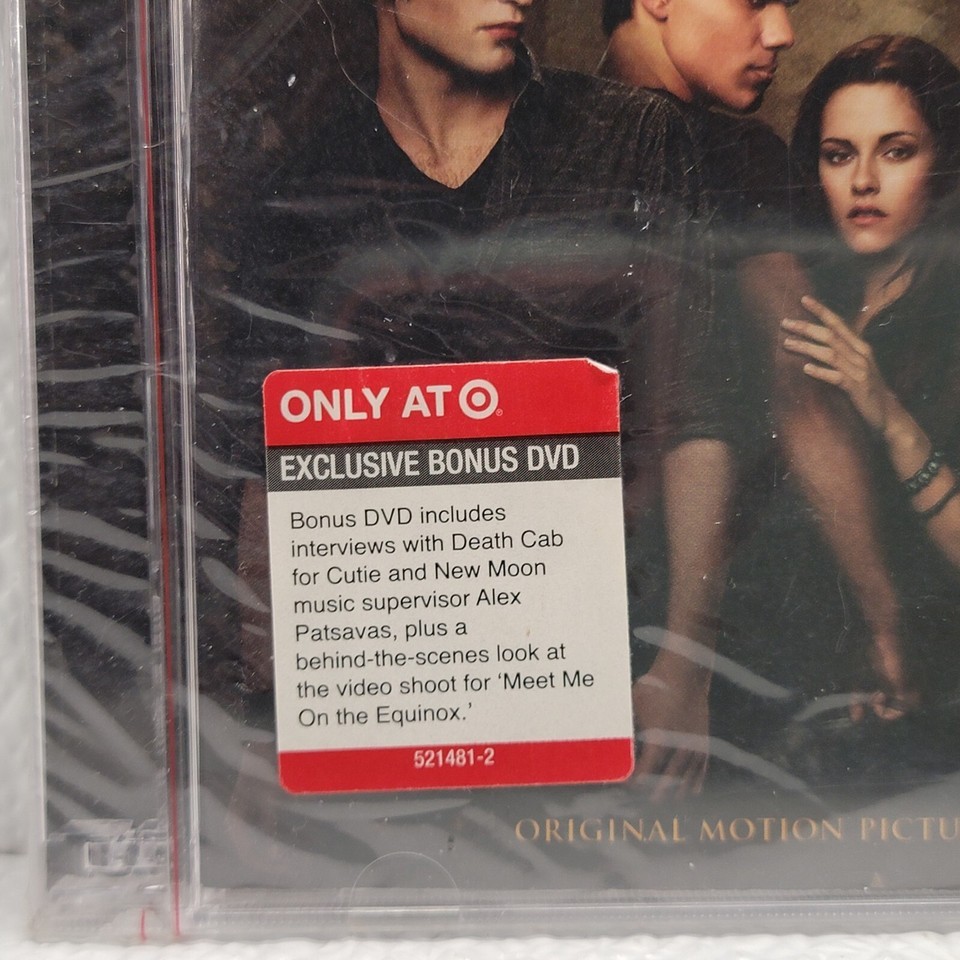 ONLY AT
EXCLUSIVE BONUS DVD
Bonus DVD includes
interviews with Death Cab
for Cutie and New Moon
music supervisor Alex
Patsavas, plus a
behind-the-scenes look at
the video shoot for ‘Meet Me
On the Equinox.’
521481-2
ORIGINAL MOTION PICTU